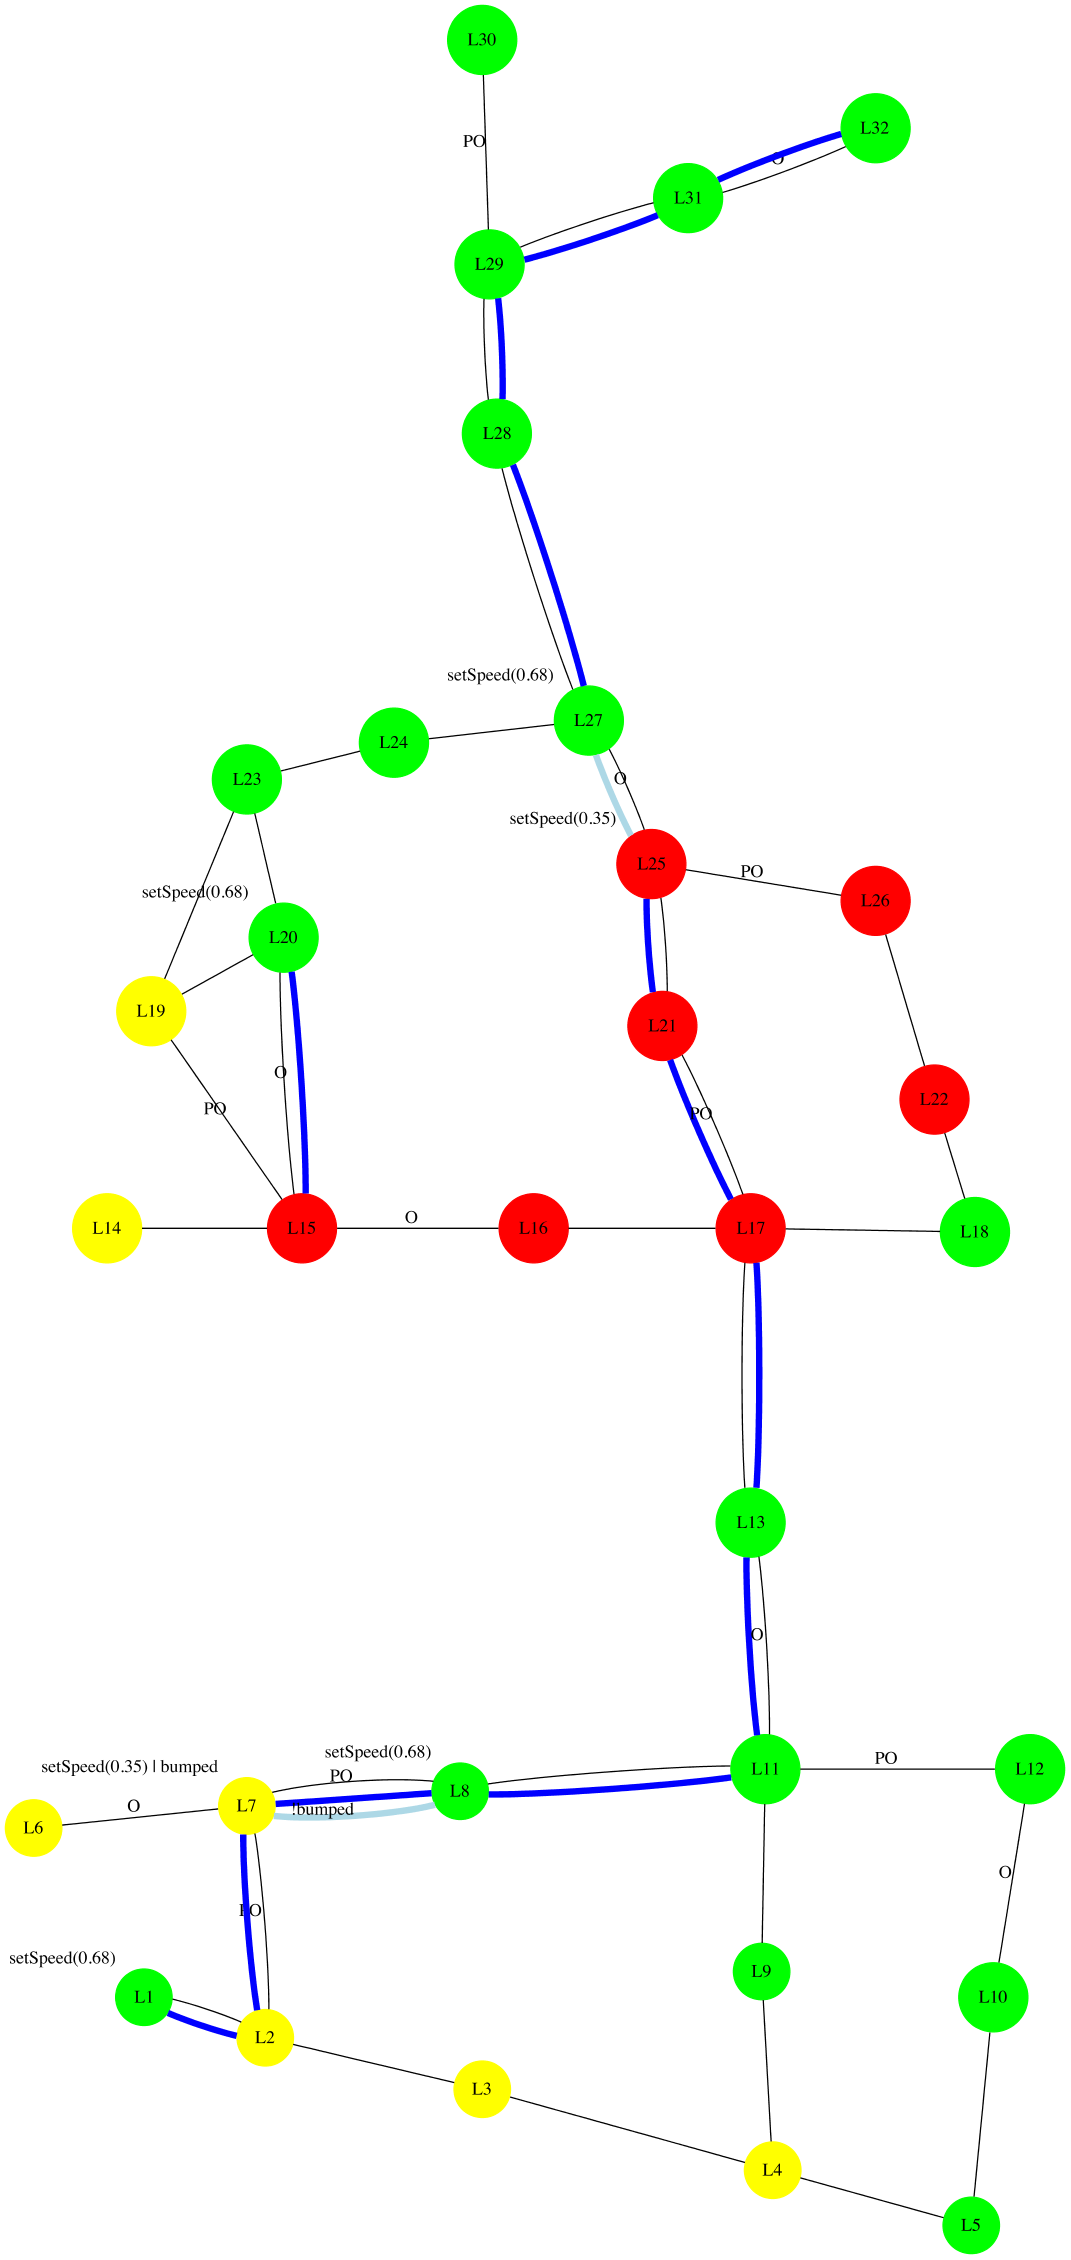 L30
L32
PO
O
L31
L29
L28
setSpeed(0.68)
L27
L24
L23
O
setSpeed(0.35)
L25
PO
setSpeed(0.68)
L26
L20
L19
L21
O
L22
PO
PO
L14
L15
O
L16
L17
L18
L13
O
setSpeed(0.68)
PO
L11
L12
setSpeed(0.35) | bumped
PO
L8
L7
!bumped
O
L6
O
PO
setSpeed(0.68)
L9
L1
L10
L2
L3
L4
L5